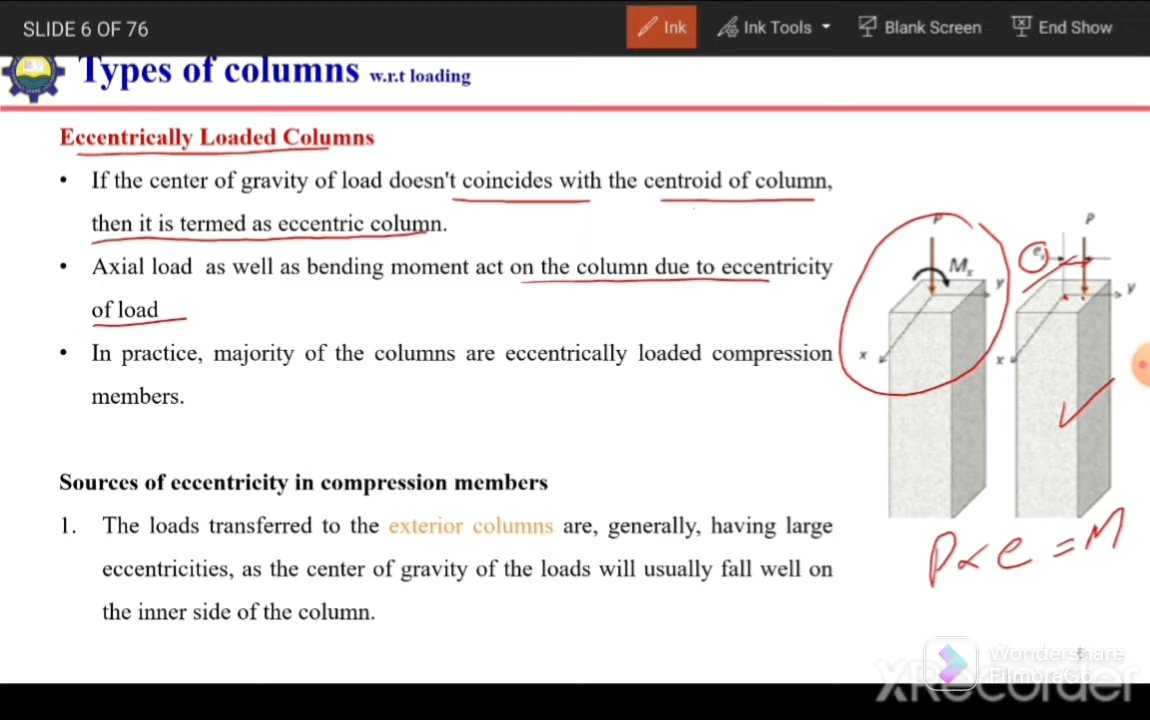 SLIDE 6 OF 76
Ink
Ink Tools
Blank Screen
End Show
Types of columns w.r.t loading
Eccentrically Loaded Columns
• If the center of gravity of load doesn't coincides with the centroid of column,
then it is termed as eccentric column.
• Axial load as well as bending moment act on the column due to eccentricity
of load
• In practice, majority of the columns are eccentrically loaded compression
members.
P
Mx
y
x
P
ey
y
x
P x e = M
Sources of eccentricity in compression members
1. The loads transferred to the exterior columns are, generally, having large
eccentricities, as the center of gravity of the loads will usually fall well on
the inner side of the column.
Wondershare
FilmoraGo
XRecorder